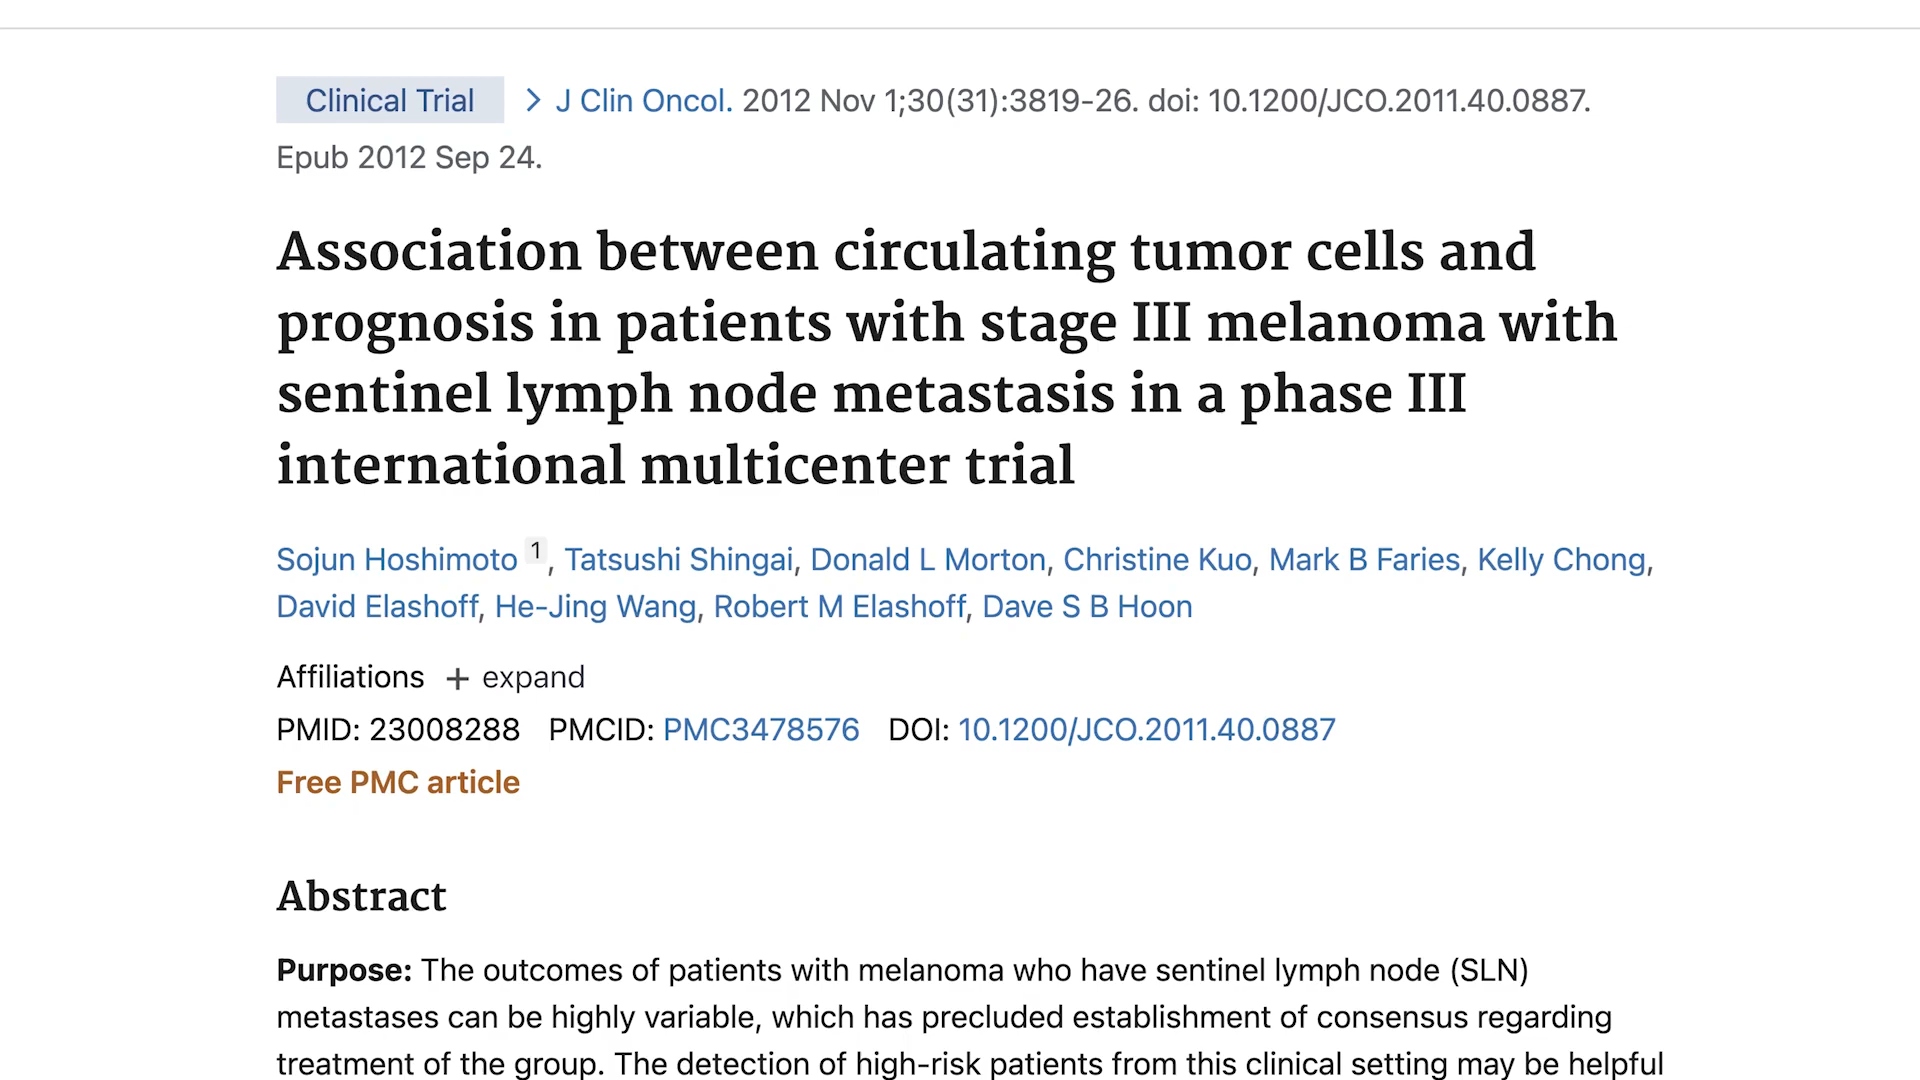 Clinical Trial > J Clin Oncol. 2012 Nov 1;30(31):3819-26. doi: 10.1200/JCO.2011.40.0887.
Epub 2012 Sep 24.
Association between circulating tumor cells and
prognosis in patients with stage III melanoma with
sentinel lymph node metastasis in a phase III
international multicenter trial
Sojun Hoshimoto 1, Tatsushi Shingai, Donald L Morton, Christine Kuo, Mark B Faries, Kelly Chong,
David Elashoff, He-Jing Wang, Robert M Elashoff, Dave S B Hoon
Affiliations + expand
PMID: 23008288 PMCID: PMC3478576 DOI: 10.1200/JCO.2011.40.0887
Free PMC article
Abstract
Purpose: The outcomes of patients with melanoma who have sentinel lymph node (SLN)
metastases can be highly variable, which has precluded establishment of consensus regarding
treatment of the group. The detection of high-risk patients from this clinical setting may be helpful